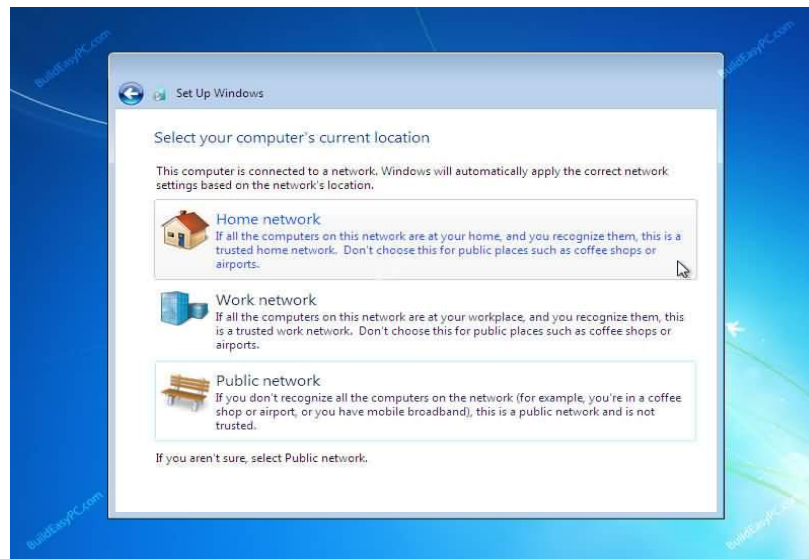 BuildEasyPC.com
BuildEasyPC.com
Set Up Windows
Select your computer's current location
This computer is connected to a network. Windows will automatically apply the correct network
settings based on the network's location.
Home network
If all the computers on this network are at your home, and you recognize them, this is a
trusted home network.  Don't choose this for public places such as coffee shops or
airports.
Work network
If all the computers on this network are at your workplace, and you recognize them, this
is a trusted work network.  Don't choose this for public places such as coffee shops or
airports.
Public network
If you don't recognize all the computers on the network (for example, you're in a coffee
shop or airport, or you have mobile broadband), this is a public network and is not
trusted.
If you aren't sure, select Public network.
BuildEasyPC.com
BuildEasyPC.com